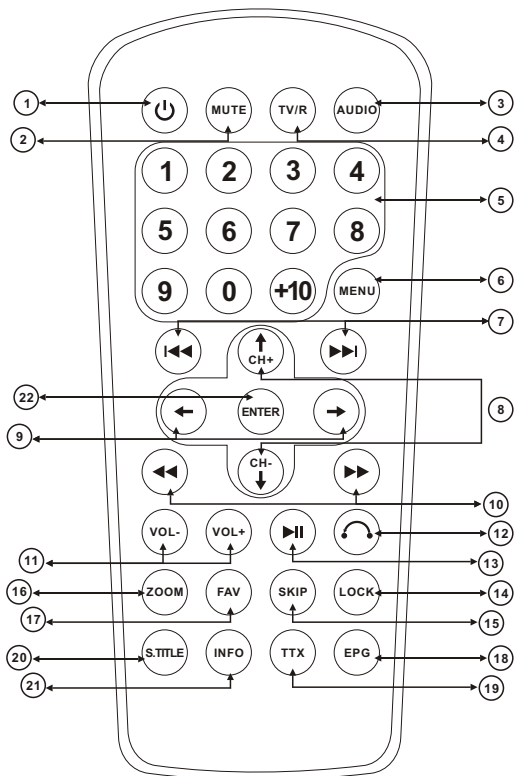 1 MUTE TV/R AUDIO 3
2 4
1 2 3 4
5 6 7 8 5
9 0 +10 MENU 6
7
CH+
22 ENTER 8
9
CH-
10
VOL- VOL+ 12
11 13
16 ZOOM FAV SKIP LOCK 14
17 15
20 S.TITLE INFO TTX EPG 18
21 19